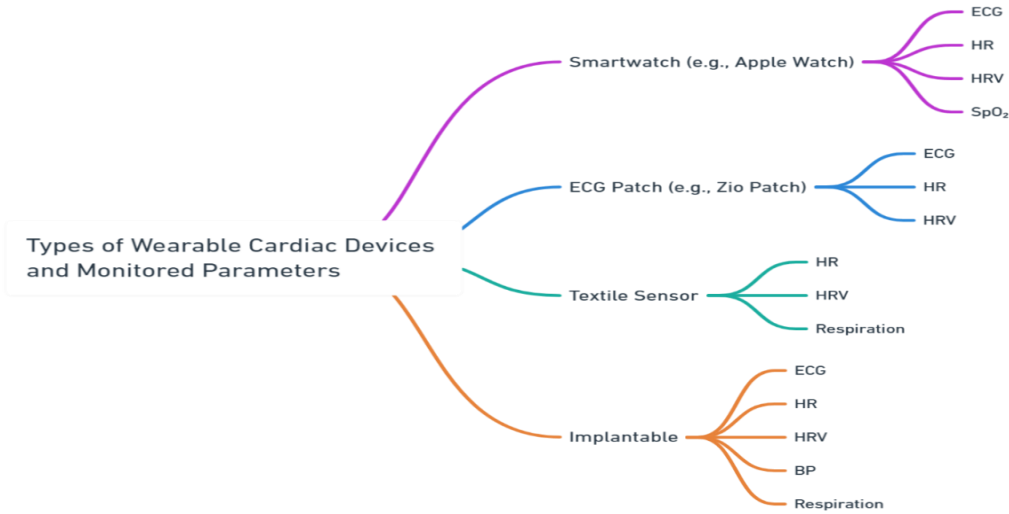 Types of Wearable Cardiac Devices
and Monitored Parameters
Smartwatch (e.g., Apple Watch)
ECG
HR
HRV
SpO₂
ECG Patch (e.g., Zio Patch)
ECG
HR
HRV
Textile Sensor
HR
HRV
Respiration
Implantable
ECG
HR
HRV
BP
Respiration